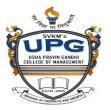 SVKM's
UPG
USHA PRAVIN GANDHI
COLLEGE OF MANAGEMENT